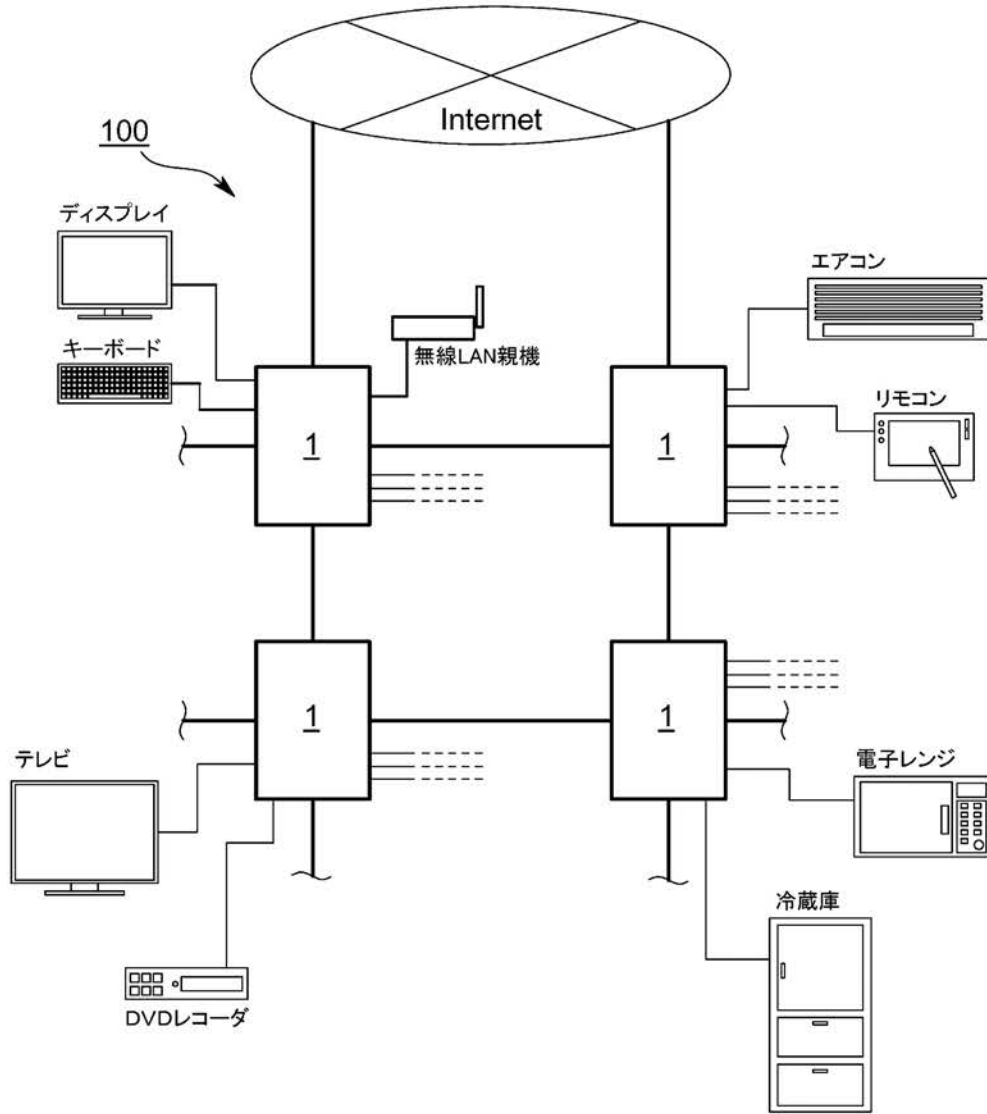 Internet
100
ディスプレイ
エアコン
キーボード
無線LAN親機
リモコン
1
1
1
1
テレビ
電子レンジ
冷蔵庫
DVDレコーダ